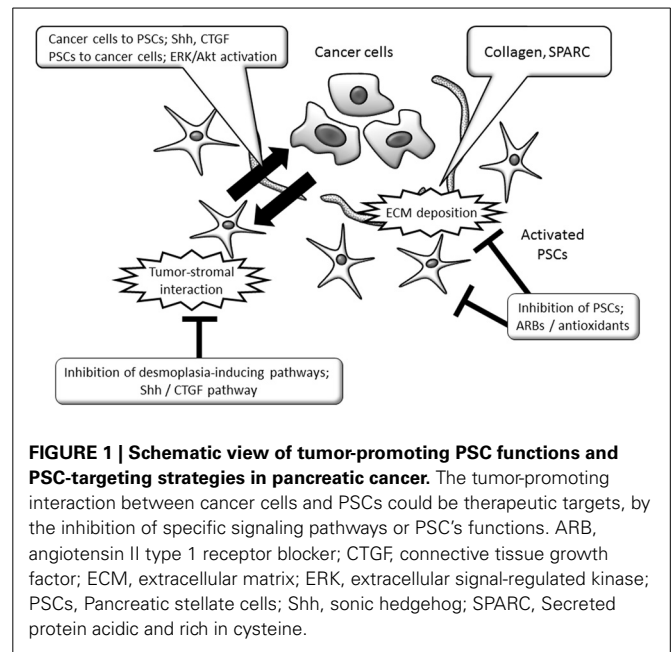 Cancer cells to PSCs; Shh, CTGF
PSCs to cancer cells; ERK/Akt activation
Cancer cells
Collagen, SPARC
ECM deposition
Activated
PSCs
Tumor-stromal
interaction
Inhibition of PSCs;
ARBs / antioxidants
Inhibition of desmoplasia-inducing pathways;
Shh / CTGF pathway
FIGURE 1 | Schematic view of tumor-promoting PSC functions and
PSC-targeting strategies in pancreatic cancer. The tumor-promoting
interaction between cancer cells and PSCs could be therapeutic targets, by
the inhibition of specific signaling pathways or PSC's functions. ARB,
angiotensin II type 1 receptor blocker; CTGF, connective tissue growth
factor; ECM, extracellular matrix; ERK, extracellular signal-regulated kinase;
PSCs, Pancreatic stellate cells; Shh, sonic hedgehog; SPARC, Secreted
protein acidic and rich in cysteine.